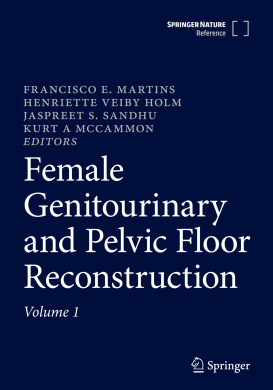 SPRINGER NATURE
Reference
FRANCISCO E. MARTINS
HENRIETTE VEIBY HOLM
JASPREET S. SANDHU
KURT A MCCAMMON
EDITORS
Female
Genitourinary
and Pelvic Floor
Reconstruction
Volume 1
Springer